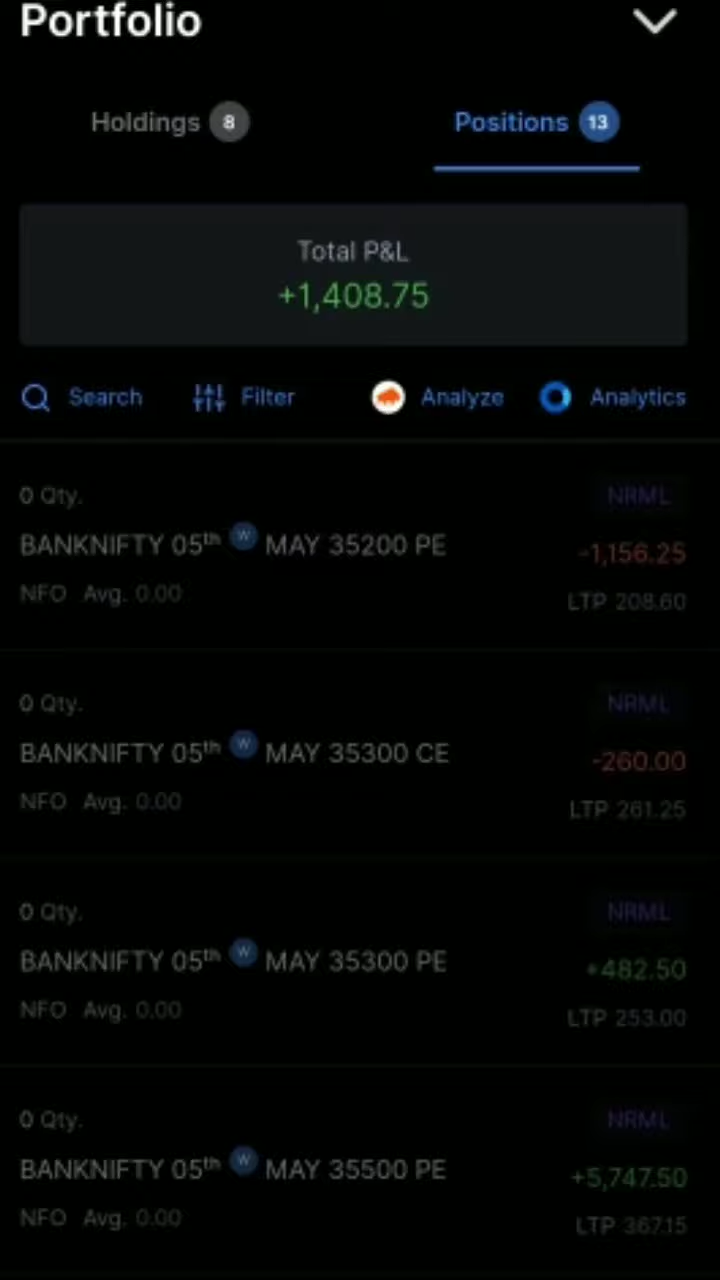 Portfolio
Holdings 8 Positions 13
Total P&L
+1,408.75
Search Filter Analyze Analytics
0 Qty. NRML
BANKNIFTY 05th W MAY 35200 PE -1,156.25
NFO Avg. 0.00 LTP 208.60
0 Qty. NRML
BANKNIFTY 05th W MAY 35300 CE -260.00
NFO Avg. 0.00 LTP 261.25
0 Qty. NRML
BANKNIFTY 05th W MAY 35300 PE +482.50
NFO Avg. 0.00 LTP 253.00
0 Qty. NRML
BANKNIFTY 05th W MAY 35500 PE +5,747.50
NFO Avg. 0.00 LTP 367.15